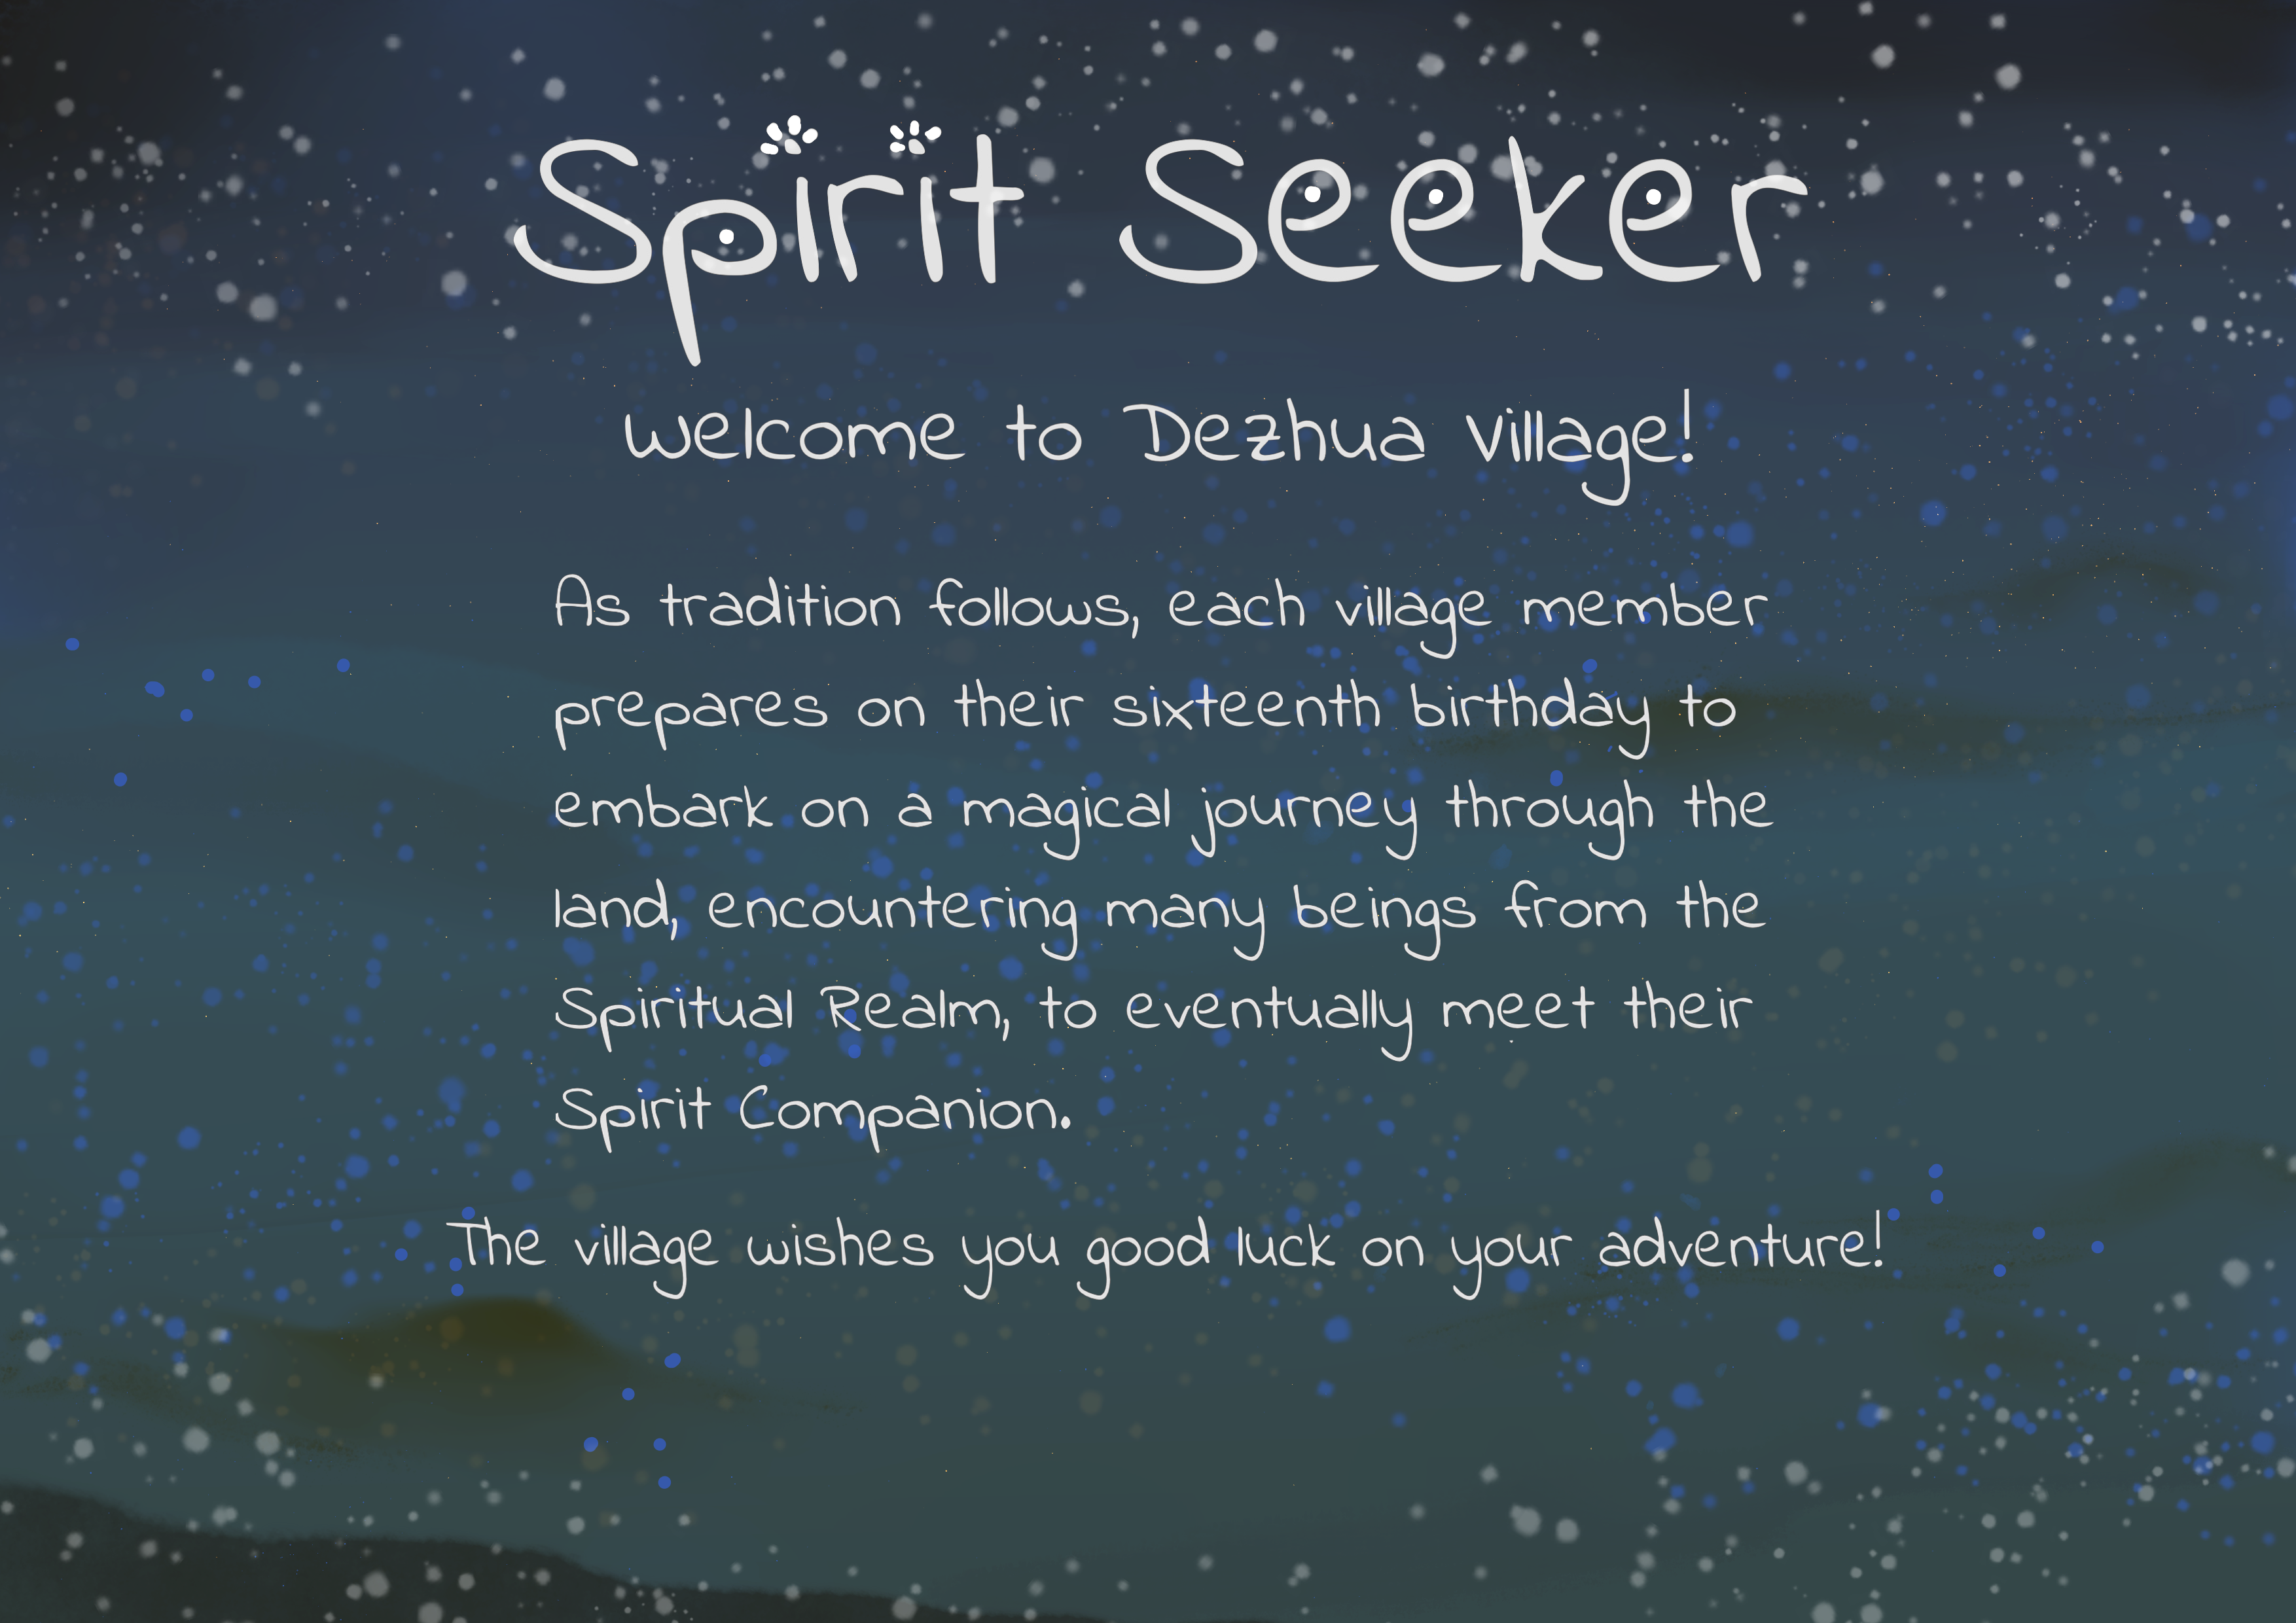 Spirit Seeker
Welcome to Dezhua Village!
As tradition follows, each village member
prepares on their sixteenth birthday to
embark on a magical journey through the
land, encountering many beings from the
Spiritual Realm, to eventually meet their
Spirit Companion.
The village wishes you good luck on your adventure!